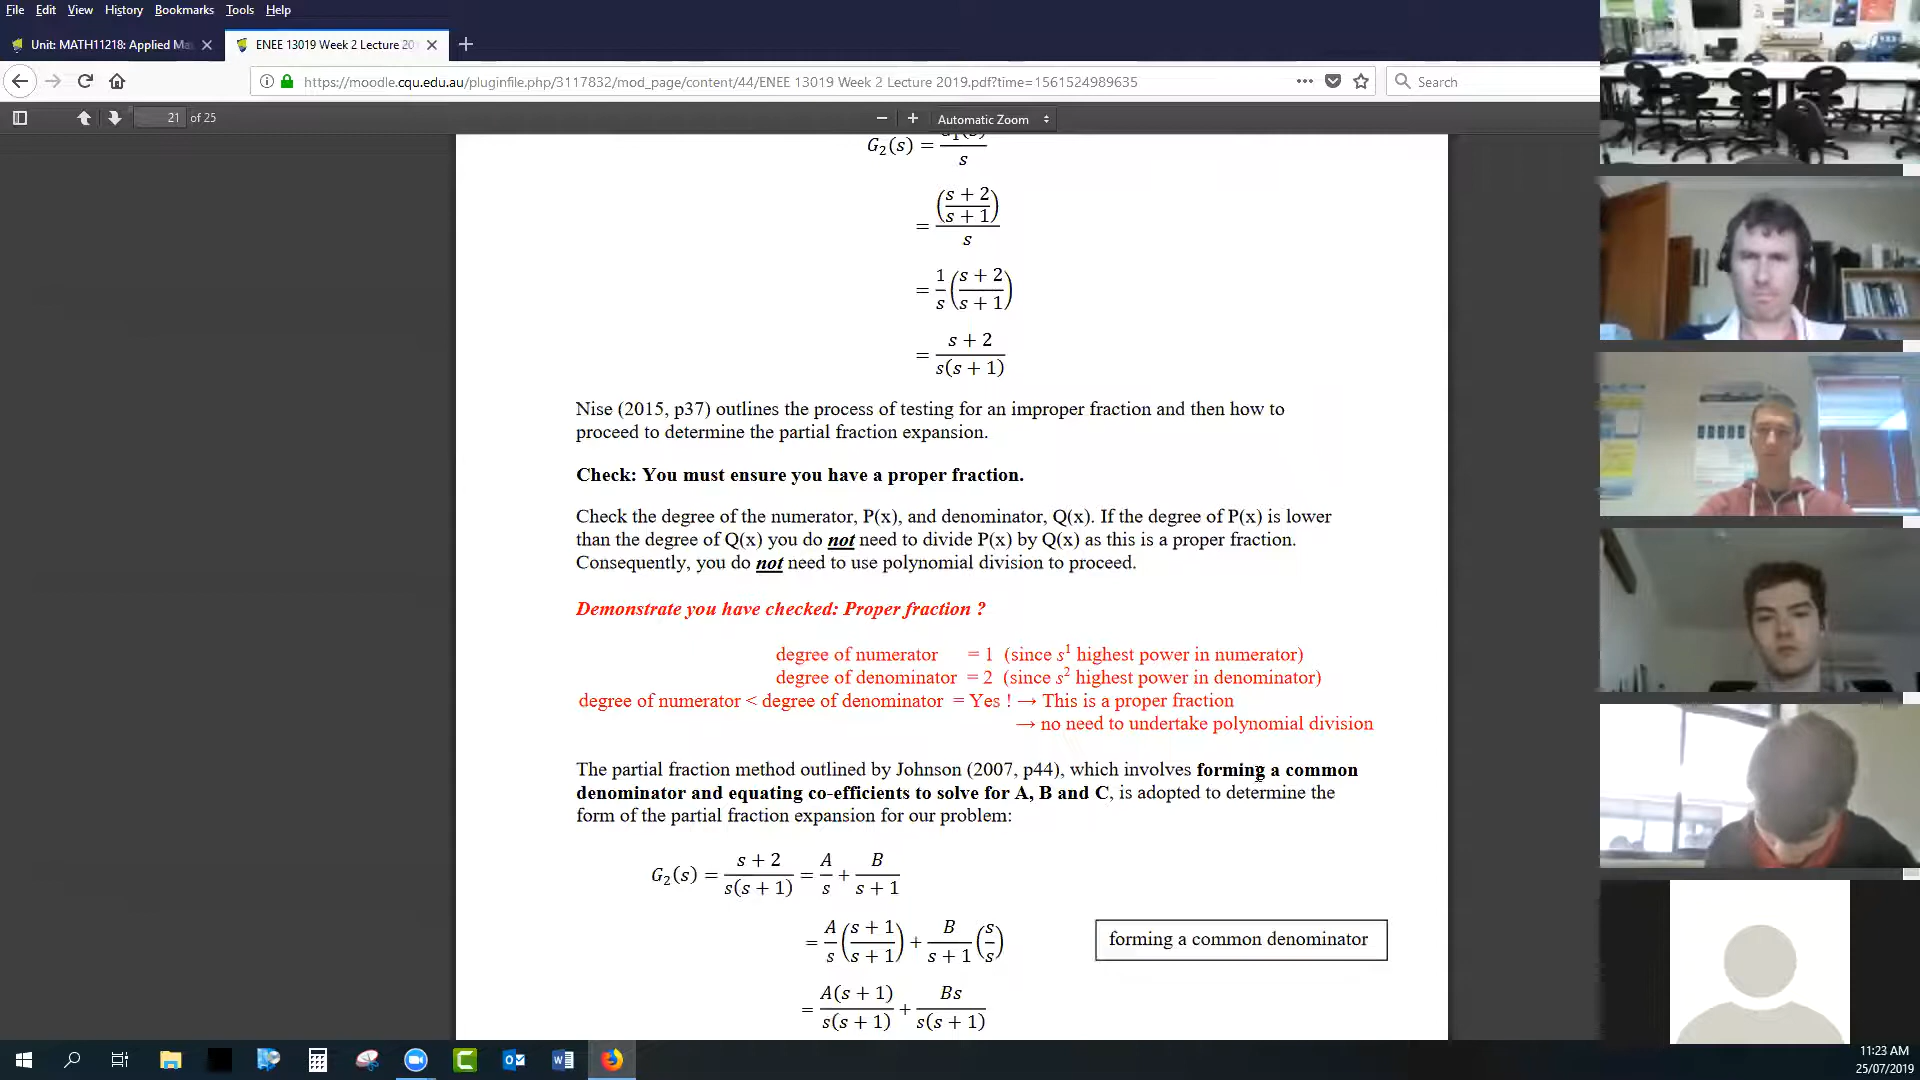 File Edit View History Bookmarks Tools Help
Unit: MATH11218: Applied Ma
ENEE 13019 Week 2 Lecture 20
https://moodle.cqu.edu.au/pluginfile.php/3117832/mod_page/content/44/ENEE 13019 Week 2 Lecture 2019.pdf?time=1561524989635
Search
21 of 25
Automatic Zoom
G₂(s) = G₁(s)/s
= ((s + 2)/(s + 1))/s
= 1/s ((s + 2)/(s + 1))
= (s + 2)/(s(s + 1))
Nise (2015, p37) outlines the process of testing for an improper fraction and then how to
proceed to determine the partial fraction expansion.
Check: You must ensure you have a proper fraction.
Check the degree of the numerator, P(x), and denominator, Q(x). If the degree of P(x) is lower
than the degree of Q(x) you do not need to divide P(x) by Q(x) as this is a proper fraction.
Consequently, you do not need to use polynomial division to proceed.
Demonstrate you have checked: Proper fraction ?
degree of numerator = 1 (since s¹ highest power in numerator)
degree of denominator = 2 (since s² highest power in denominator)
degree of numerator < degree of denominator = Yes ! → This is a proper fraction
→ no need to undertake polynomial division
The partial fraction method outlined by Johnson (2007, p44), which involves forming a common
denominator and equating co-efficients to solve for A, B and C, is adopted to determine the
form of the partial fraction expansion for our problem:
G₂(s) = (s + 2)/(s(s + 1)) = A/s + B/(s + 1)
= A/s ((s + 1)/(s + 1)) + B/(s + 1) (s/s)
forming a common denominator
= A(s + 1)/(s(s + 1)) + Bs/(s(s + 1))
11:23 AM
25/07/2019